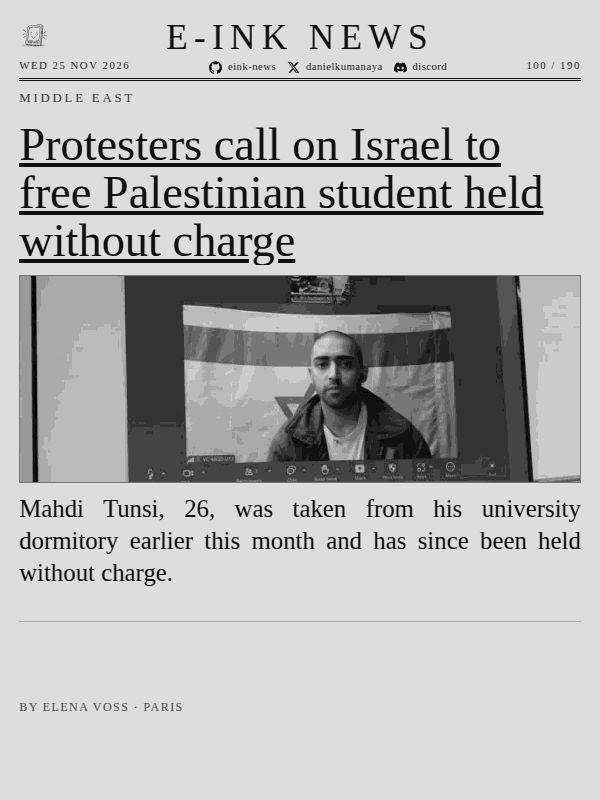 E-INK NEWS
WED 25 NOV 2026
eink-news danielkumanaya discord
100 / 190
MIDDLE EAST
Protesters call on Israel to
free Palestinian student held
without charge
Mahdi Tunsi, 26, was taken from his university
dormitory earlier this month and has since been held
without charge.
BY ELENA VOSS · PARIS